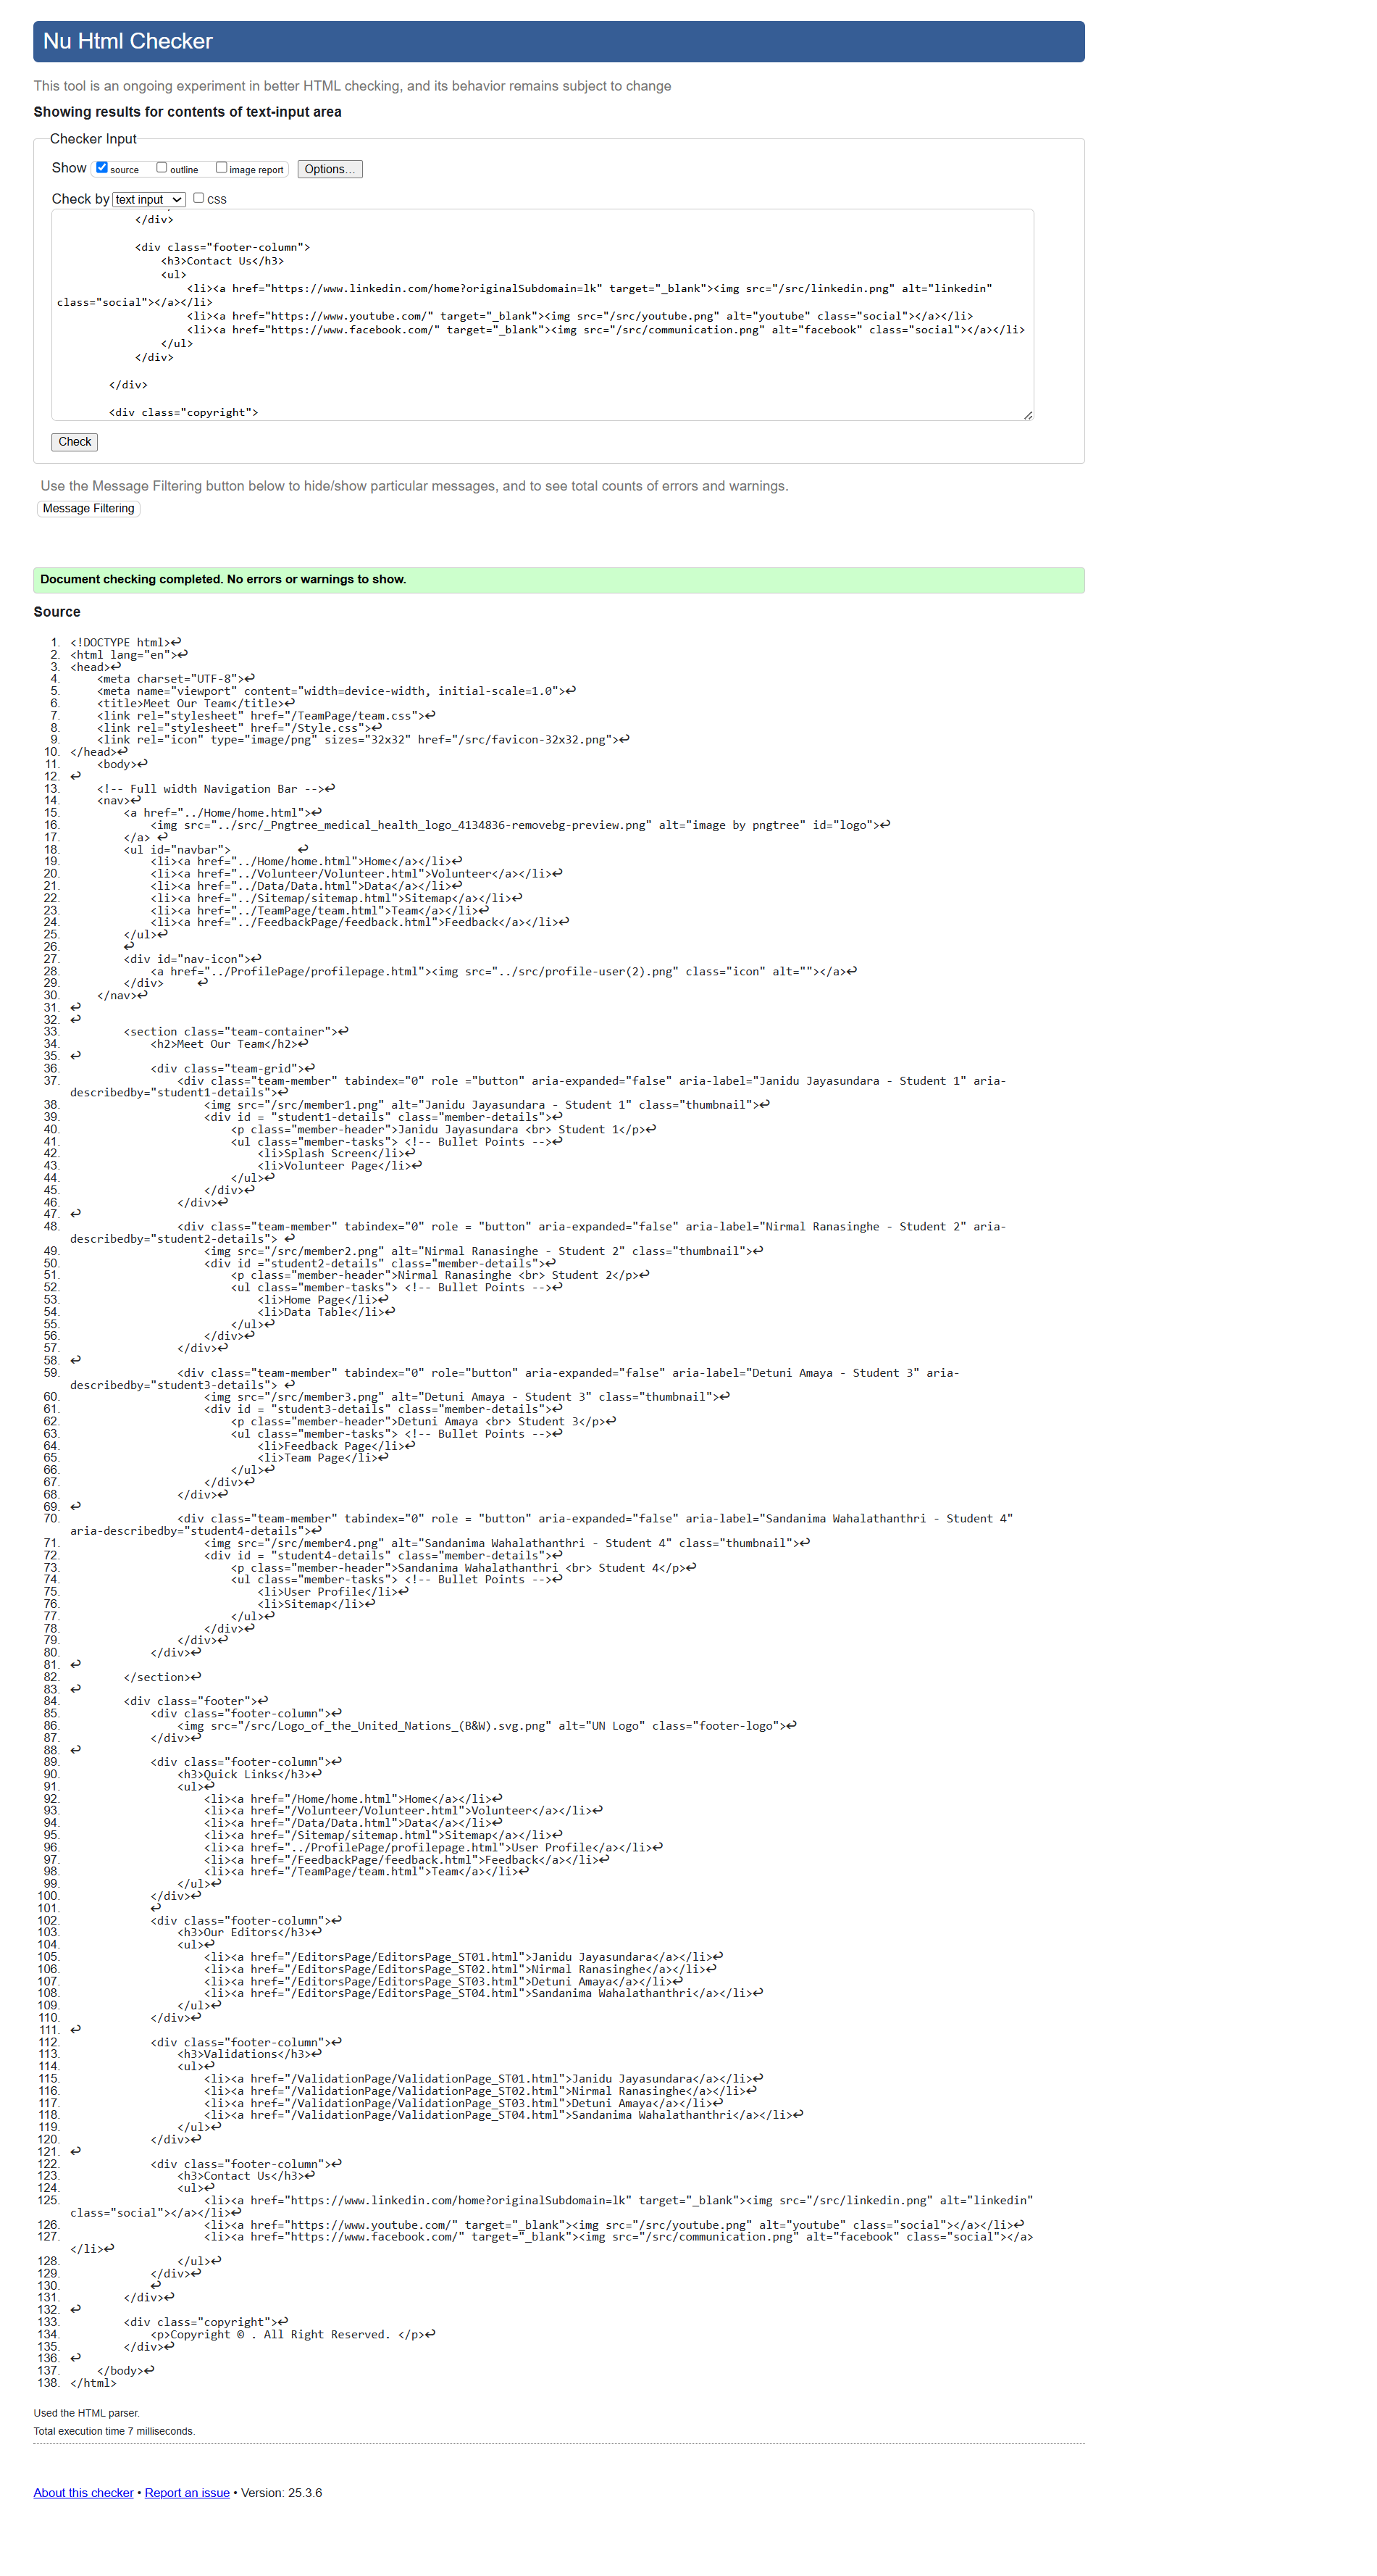 Nu Html Checker
This tool is an ongoing experiment in better HTML checking, and its behavior remains subject to change
Showing results for contents of text-input area
Checker Input
Show source outline image report Options...
Check by text input CSS
            </div>

            <div class="footer-column">
                <h3>Contact Us</h3>
                <ul>
                    <li><a href="https://www.linkedin.com/home?originalSubdomain=lk" target="_blank"><img src="/src/linkedin.png" alt="linkedin"
class="social"></a></li>
                    <li><a href="https://www.youtube.com/" target="_blank"><img src="/src/youtube.png" alt="youtube" class="social"></a></li>
                    <li><a href="https://www.facebook.com/" target="_blank"><img src="/src/communication.png" alt="facebook" class="social"></a></li>
                </ul>
            </div>

        </div>

        <div class="copyright">
Check
Use the Message Filtering button below to hide/show particular messages, and to see total counts of errors and warnings.
Message Filtering
Document checking completed. No errors or warnings to show.
Source
1. <!DOCTYPE html>↩
2. <html lang="en">↩
3. <head>↩
4.     <meta charset="UTF-8">↩
5.     <meta name="viewport" content="width=device-width, initial-scale=1.0">↩
6.     <title>Meet Our Team</title>↩
7.     <link rel="stylesheet" href="/TeamPage/team.css">↩
8.     <link rel="stylesheet" href="/Style.css">↩
9.     <link rel="icon" type="image/png" sizes="32x32" href="/src/favicon-32x32.png">↩
10. </head>↩
11.     <body>↩
12. ↩
13.     <!-- Full width Navigation Bar -->↩
14.     <nav>↩
15.         <a href="../Home/home.html">↩
16.             <img src="../src/_Pngtree_medical_health_logo_4134836-removebg-preview.png" alt="image by pngtree" id="logo">↩
17.         </a> ↩
18.         <ul id="navbar">          ↩
19.             <li><a href="../Home/home.html">Home</a></li>↩
20.             <li><a href="../Volunteer/Volunteer.html">Volunteer</a></li>↩
21.             <li><a href="../Data/Data.html">Data</a></li>↩
22.             <li><a href="../Sitemap/sitemap.html">Sitemap</a></li>↩
23.             <li><a href="../TeamPage/team.html">Team</a></li>↩
24.             <li><a href="../FeedbackPage/feedback.html">Feedback</a></li>↩
25.         </ul>↩
26.         ↩
27.         <div id="nav-icon">↩
28.             <a href="../ProfilePage/profilepage.html"><img src="../src/profile-user(2).png" class="icon" alt=""></a>↩
29.         </div>     ↩
30.     </nav>↩
31. ↩
32. ↩
33.         <section class="team-container">↩
34.             <h2>Meet Our Team</h2>↩
35. ↩
36.             <div class="team-grid">↩
37.                 <div class="team-member" tabindex="0" role ="button" aria-expanded="false" aria-label="Janidu Jayasundara - Student 1" aria-
describedby="student1-details">↩
38.                     <img src="/src/member1.png" alt="Janidu Jayasundara - Student 1" class="thumbnail">↩
39.                     <div id = "student1-details" class="member-details">↩
40.                         <p class="member-header">Janidu Jayasundara <br> Student 1</p>↩
41.                         <ul class="member-tasks"> <!-- Bullet Points -->↩
42.                             <li>Splash Screen</li>↩
43.                             <li>Volunteer Page</li>↩
44.                         </ul>↩
45.                     </div>↩
46.                 </div>↩
47. ↩
48.                 <div class="team-member" tabindex="0" role = "button" aria-expanded="false" aria-label="Nirmal Ranasinghe - Student 2" aria-
describedby="student2-details"> ↩
49.                     <img src="/src/member2.png" alt="Nirmal Ranasinghe - Student 2" class="thumbnail">↩
50.                     <div id ="student2-details" class="member-details">↩
51.                         <p class="member-header">Nirmal Ranasinghe <br> Student 2</p>↩
52.                         <ul class="member-tasks"> <!-- Bullet Points -->↩
53.                             <li>Home Page</li>↩
54.                             <li>Data Table</li>↩
55.                         </ul>↩
56.                     </div>↩
57.                 </div>↩
58. ↩
59.                 <div class="team-member" tabindex="0" role="button" aria-expanded="false" aria-label="Detuni Amaya - Student 3" aria-
describedby="student3-details"> ↩
60.                     <img src="/src/member3.png" alt="Detuni Amaya - Student 3" class="thumbnail">↩
61.                     <div id = "student3-details" class="member-details">↩
62.                         <p class="member-header">Detuni Amaya <br> Student 3</p>↩
63.                         <ul class="member-tasks"> <!-- Bullet Points -->↩
64.                             <li>Feedback Page</li>↩
65.                             <li>Team Page</li>↩
66.                         </ul>↩
67.                     </div>↩
68.                 </div>↩
69. ↩
70.                 <div class="team-member" tabindex="0" role = "button" aria-expanded="false" aria-label="Sandanima Wahalathanthri - Student 4"
aria-describedby="student4-details">↩
71.                     <img src="/src/member4.png" alt="Sandanima Wahalathanthri - Student 4" class="thumbnail">↩
72.                     <div id = "student4-details" class="member-details">↩
73.                         <p class="member-header">Sandanima Wahalathanthri <br> Student 4</p>↩
74.                         <ul class="member-tasks"> <!-- Bullet Points -->↩
75.                             <li>User Profile</li>↩
76.                             <li>Sitemap</li>↩
77.                         </ul>↩
78.                     </div>↩
79.                 </div>↩
80.             </div>↩
81. ↩
82.         </section>↩
83. ↩
84.         <div class="footer">↩
85.             <div class="footer-column">↩
86.                 <img src="/src/Logo_of_the_United_Nations_(B&W).svg.png" alt="UN Logo" class="footer-logo">↩
87.             </div>↩
88. ↩
89.             <div class="footer-column">↩
90.                 <h3>Quick Links</h3>↩
91.                 <ul>↩
92.                     <li><a href="/Home/home.html">Home</a></li>↩
93.                     <li><a href="/Volunteer/Volunteer.html">Volunteer</a></li>↩
94.                     <li><a href="/Data/Data.html">Data</a></li>↩
95.                     <li><a href="/Sitemap/sitemap.html">Sitemap</a></li>↩
96.                     <li><a href="../ProfilePage/profilepage.html">User Profile</a></li>↩
97.                     <li><a href="/FeedbackPage/feedback.html">Feedback</a></li>↩
98.                     <li><a href="/TeamPage/team.html">Team</a></li>↩
99.                 </ul>↩
100.             </div>↩
101.             ↩
102.             <div class="footer-column">↩
103.                 <h3>Our Editors</h3>↩
104.                 <ul>↩
105.                     <li><a href="/EditorsPage/EditorsPage_ST01.html">Janidu Jayasundara</a></li>↩
106.                     <li><a href="/EditorsPage/EditorsPage_ST02.html">Nirmal Ranasinghe</a></li>↩
107.                     <li><a href="/EditorsPage/EditorsPage_ST03.html">Detuni Amaya</a></li>↩
108.                     <li><a href="/EditorsPage/EditorsPage_ST04.html">Sandanima Wahalathanthri</a></li>↩
109.                 </ul>↩
110.             </div>↩
111. ↩
112.             <div class="footer-column">↩
113.                 <h3>Validations</h3>↩
114.                 <ul>↩
115.                     <li><a href="/ValidationPage/ValidationPage_ST01.html">Janidu Jayasundara</a></li>↩
116.                     <li><a href="/ValidationPage/ValidationPage_ST02.html">Nirmal Ranasinghe</a></li>↩
117.                     <li><a href="/ValidationPage/ValidationPage_ST03.html">Detuni Amaya</a></li>↩
118.                     <li><a href="/ValidationPage/ValidationPage_ST04.html">Sandanima Wahalathanthri</a></li>↩
119.                 </ul>↩
120.             </div>↩
121. ↩
122.             <div class="footer-column">↩
123.                 <h3>Contact Us</h3>↩
124.                 <ul>↩
125.                     <li><a href="https://www.linkedin.com/home?originalSubdomain=lk" target="_blank"><img src="/src/linkedin.png" alt="linkedin"
class="social"></a></li>↩
126.                     <li><a href="https://www.youtube.com/" target="_blank"><img src="/src/youtube.png" alt="youtube" class="social"></a></li>↩
127.                     <li><a href="https://www.facebook.com/" target="_blank"><img src="/src/communication.png" alt="facebook" class="social"></a>
</li>↩
128.                 </ul>↩
129.             </div>↩
130.             ↩
131.         </div>↩
132. ↩
133.         <div class="copyright">↩
134.             <p>Copyright © . All Right Reserved. </p>↩
135.         </div>↩
136. ↩
137.     </body>↩
138. </html>
Used the HTML parser.
Total execution time 7 milliseconds.
About this checker • Report an issue • Version: 25.3.6